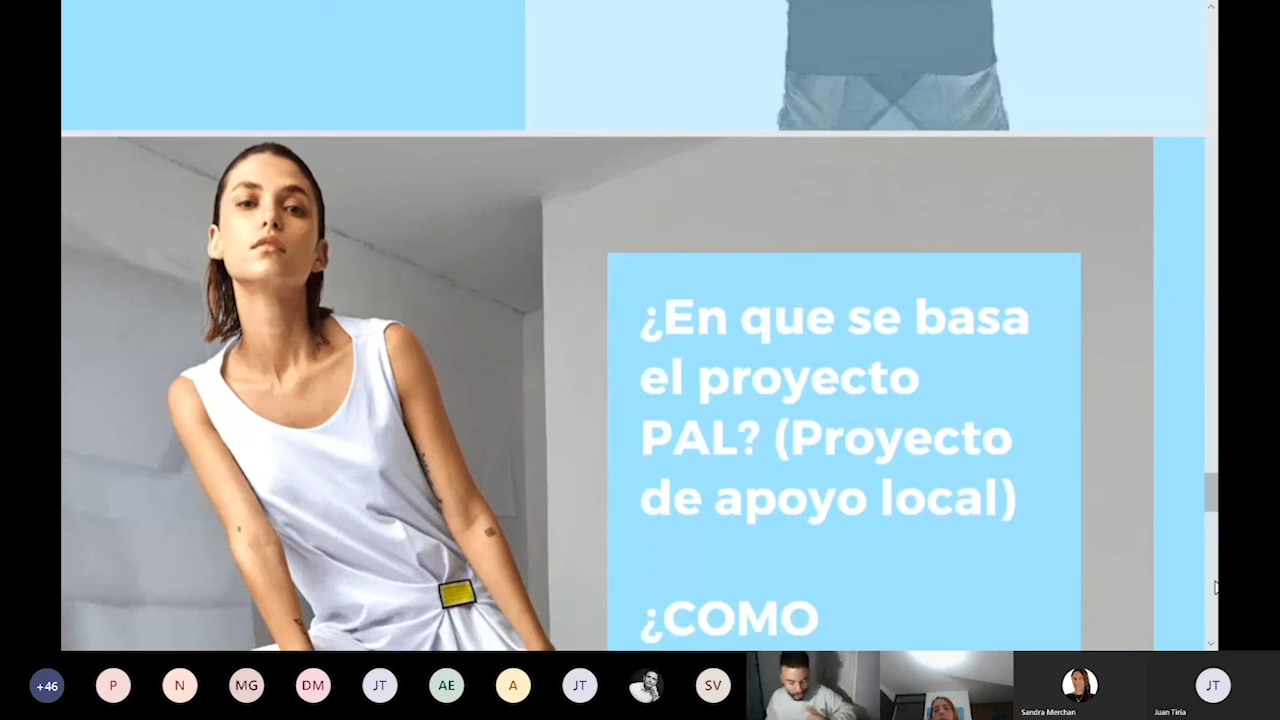 ¿En que se basa
el proyecto
PAL? (Proyecto
de apoyo local)
¿COMO
+46
P
N
MG
DM
JT
AE
A
JT
SV
Sandra Merchan
Juan Tiria
JT